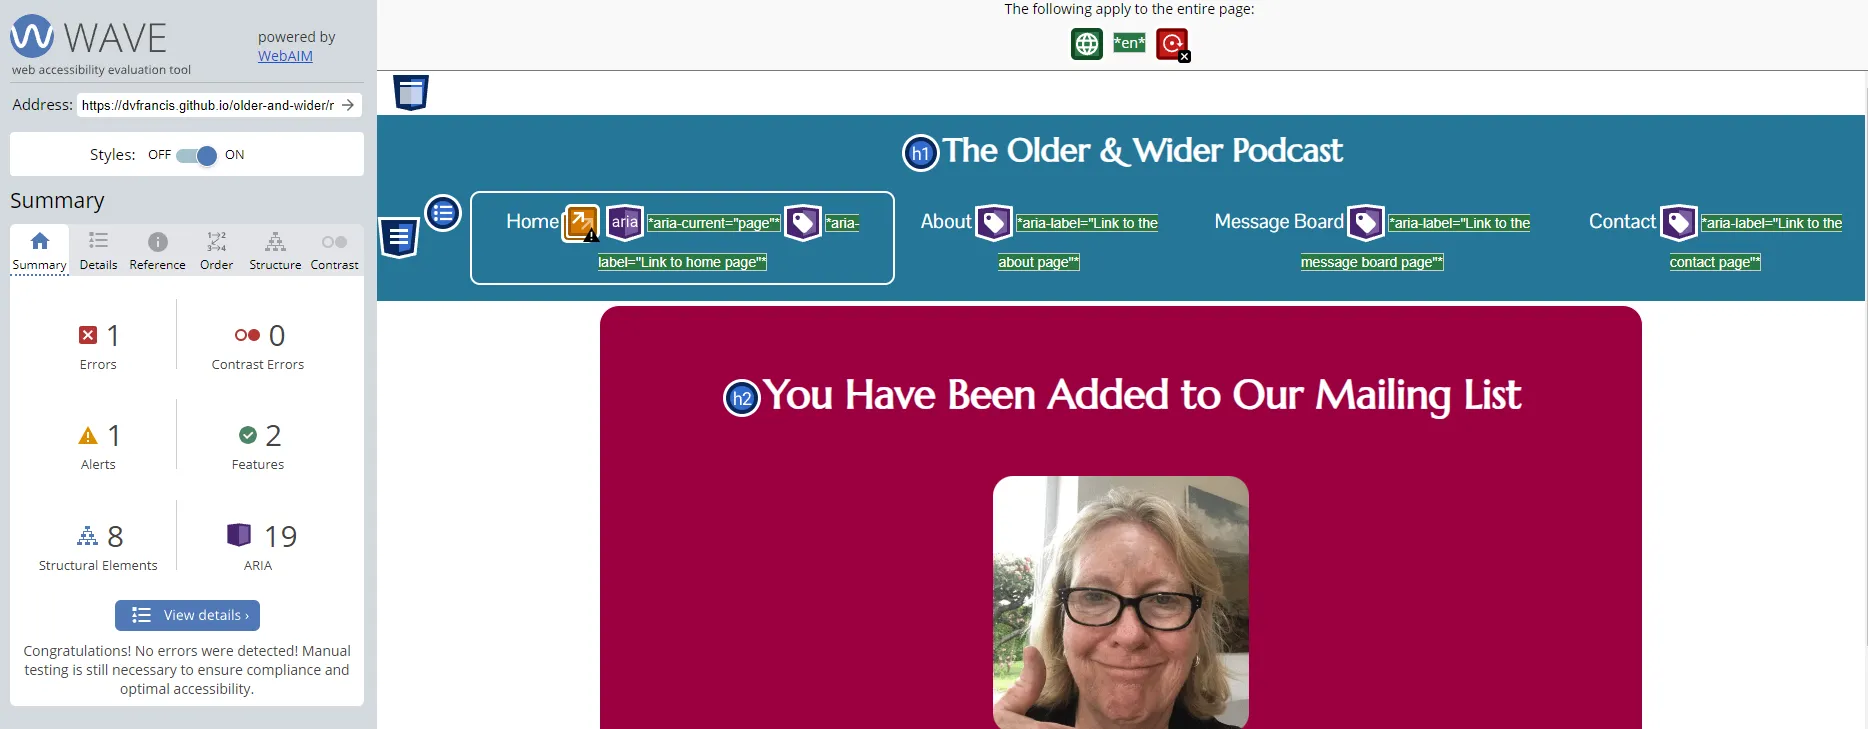 WAVE
web accessibility evaluation tool
powered by
WebAIM
Address: https://dvfrancis.github.io/older-and-wider/r
Styles: OFF ON
Summary
Summary Details Reference Order Structure Contrast
1
Errors
0
Contrast Errors
1
Alerts
2
Features
8
Structural Elements
19
ARIA
View details ›
Congratulations! No errors were detected! Manual
testing is still necessary to ensure compliance and
optimal accessibility.
The following apply to the entire page:
*en*
h1 The Older & Wider Podcast
Home aria *aria-current="page"* *aria-
label="Link to home page"*
About *aria-label="Link to the
about page"*
Message Board *aria-label="Link to the
message board page"*
Contact *aria-label="Link to the
contact page"*
h2 You Have Been Added to Our Mailing List